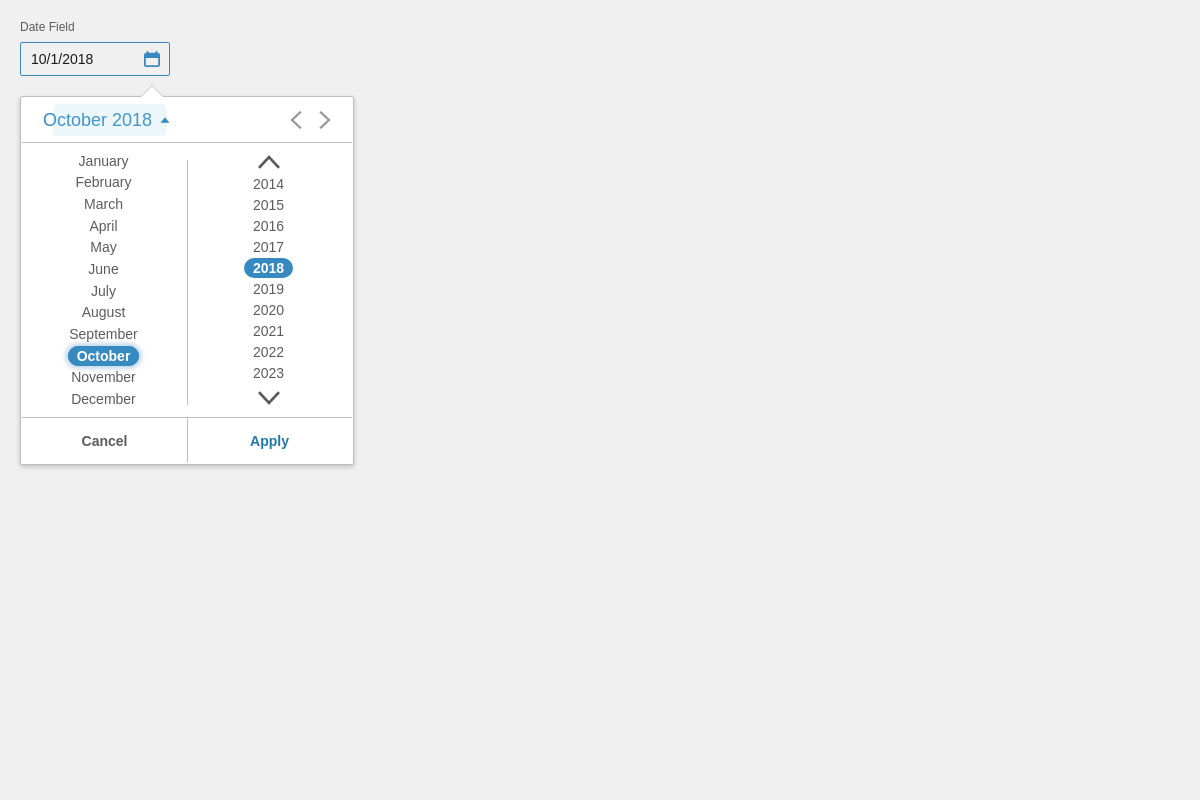 Date Field
10/1/2018
October 2018
January
February
March
April
May
June
July
August
September
October
November
December
2014
2015
2016
2017
2018
2019
2020
2021
2022
2023
Cancel
Apply